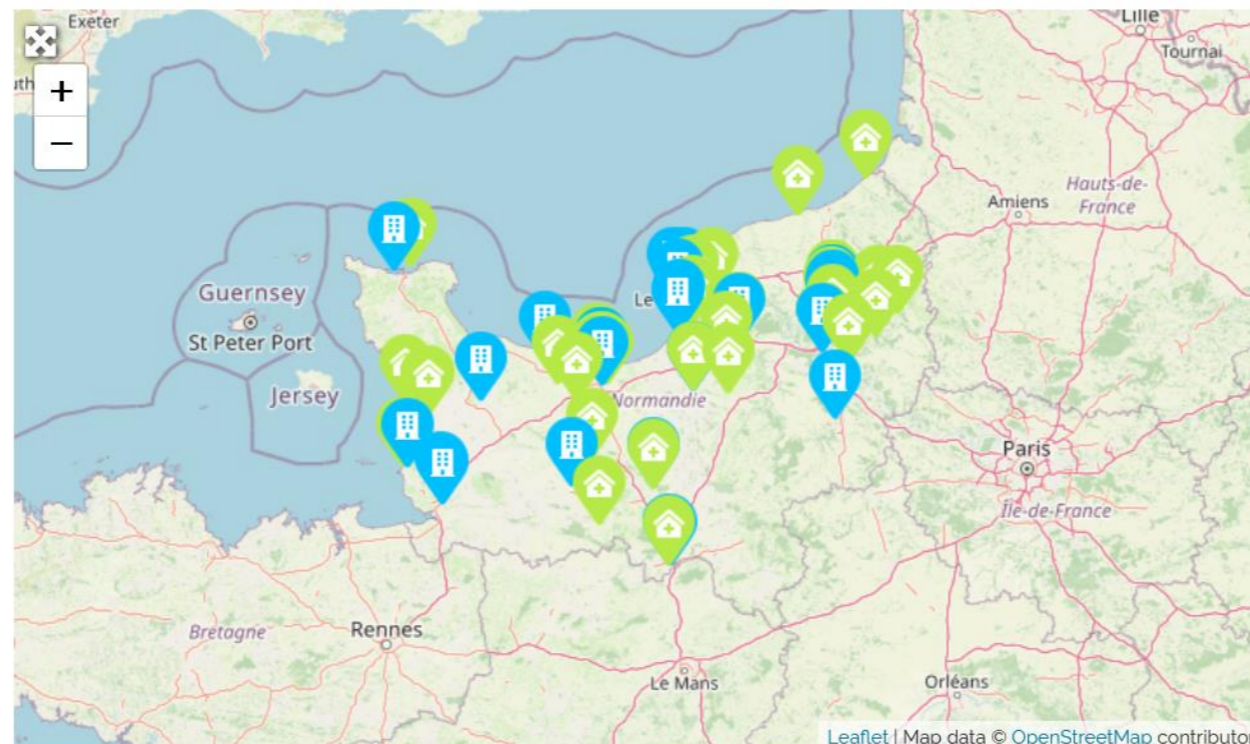 Exeter
Lille
Tournai
+
−
Hauts-de-
France
Amiens
Guernsey
St Peter Port
Le
Jersey
Normandie
Paris
Île-de-France
Bretagne
Rennes
Le Mans
Orléans
Leaflet | Map data © OpenStreetMap contributor